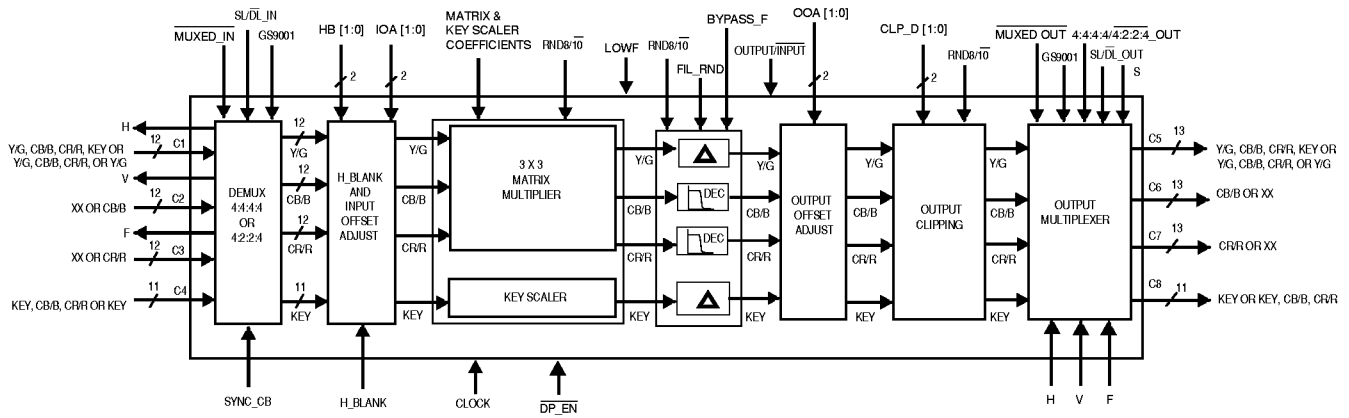 MUXED_IN
SL/DL_IN
GS9001
HB [1:0]
IOA [1:0]
MATRIX &
KEY SCALER
COEFFICIENTS
RND8/10
LOWF
RND8/10
FIL_RND
BYPASS_F
OUTPUT/INPUT
OOA [1:0]
CLP_D [1:0]
RND8/10
MUXED OUT
GS9001
4:4:4:4/4:2:2:4_OUT
SL/DL_OUT
S
2
2
2
2
H
12
C1
Y/G, CB/B, CR/R, KEY OR
Y/G, CB/B, CR/R, OR Y/G
V
12
C2
XX OR CB/B
F
12
C3
XX OR CR/R
11
C4
KEY, CB/B, CR/R OR KEY
DEMUX
4:4:4:4
OR
4:2:2:4
12
Y/G
12
CB/B
12
CR/R
11
KEY
H_BLANK
AND
INPUT
OFFSET
ADJUST
Y/G
CB/B
CR/R
KEY
3 X 3
MATRIX
MULTIPLIER
KEY SCALER
Y/G
CB/B
CR/R
KEY
DEC
DEC
Y/G
CB/B
CR/R
KEY
OUTPUT
OFFSET
ADJUST
Y/G
CB/B
CR/R
KEY
OUTPUT
CLIPPING
Y/G
CB/B
CR/R
KEY
OUTPUT
MULTIPLEXER
C5
13
Y/G, CB/B, CR/R, KEY OR
Y/G, CB/B, CR/R, OR Y/G
C6
13
CB/B OR XX
C7
13
CR/R OR XX
C8
11
KEY OR KEY, CB/B, CR/R
SYNC_CB
H_BLANK
CLOCK
DP_EN
H
V
F